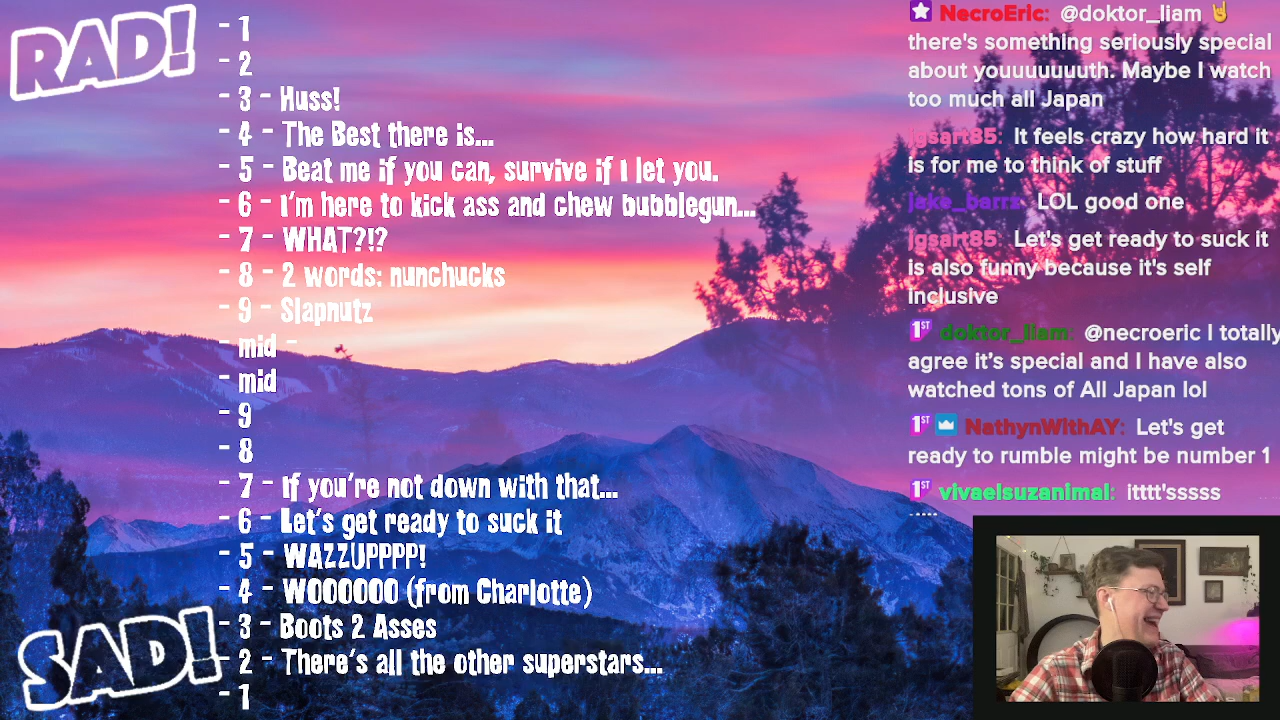 RAD!
- 1
- 2
- 3 - Huss!
- 4 - The Best there is...
- 5 - Beat me if you can, survive if I let you.
- 6 - I'm here to kick ass and chew bubblegun...
- 7 - WHAT?!?
- 8 - 2 words: nunchucks
- 9 - Slapnutz
- mid -
- mid
- 9
- 8
- 7 - If you're not down with that...
- 6 - Let's get ready to suck it
- 5 - WAZZUPPPP!
- 4 - WOOOOOO (from Charlotte)
- 3 - Boots 2 Asses
- 2 - There's all the other superstars...
- 1
SAD!
NecroEric: @doktor_liam 🤘
there's something seriously special
about youuuuuuuth. Maybe I watch
too much all Japan
jgsart85: It feels crazy how hard it
is for me to think of stuff
jake_barrz: LOL good one
jgsart85: Let's get ready to suck it
is also funny because it's self
inclusive
1ST doktor_liam: @necroeric I totally
agree it's special and I have also
watched tons of All Japan lol
1ST NathynWithAY: Let's get
ready to rumble might be number 1
1ST vivaelsuzanimal: itttt'sssss
.....